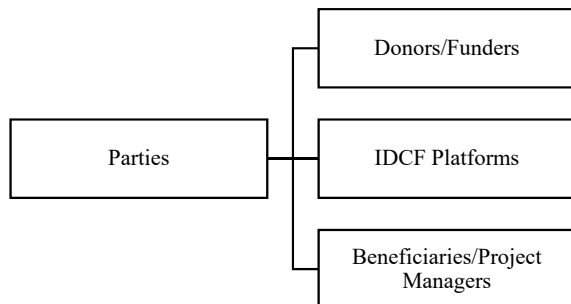 Donors/Funders
Parties
IDCF Platforms
Beneficiaries/Project
Managers